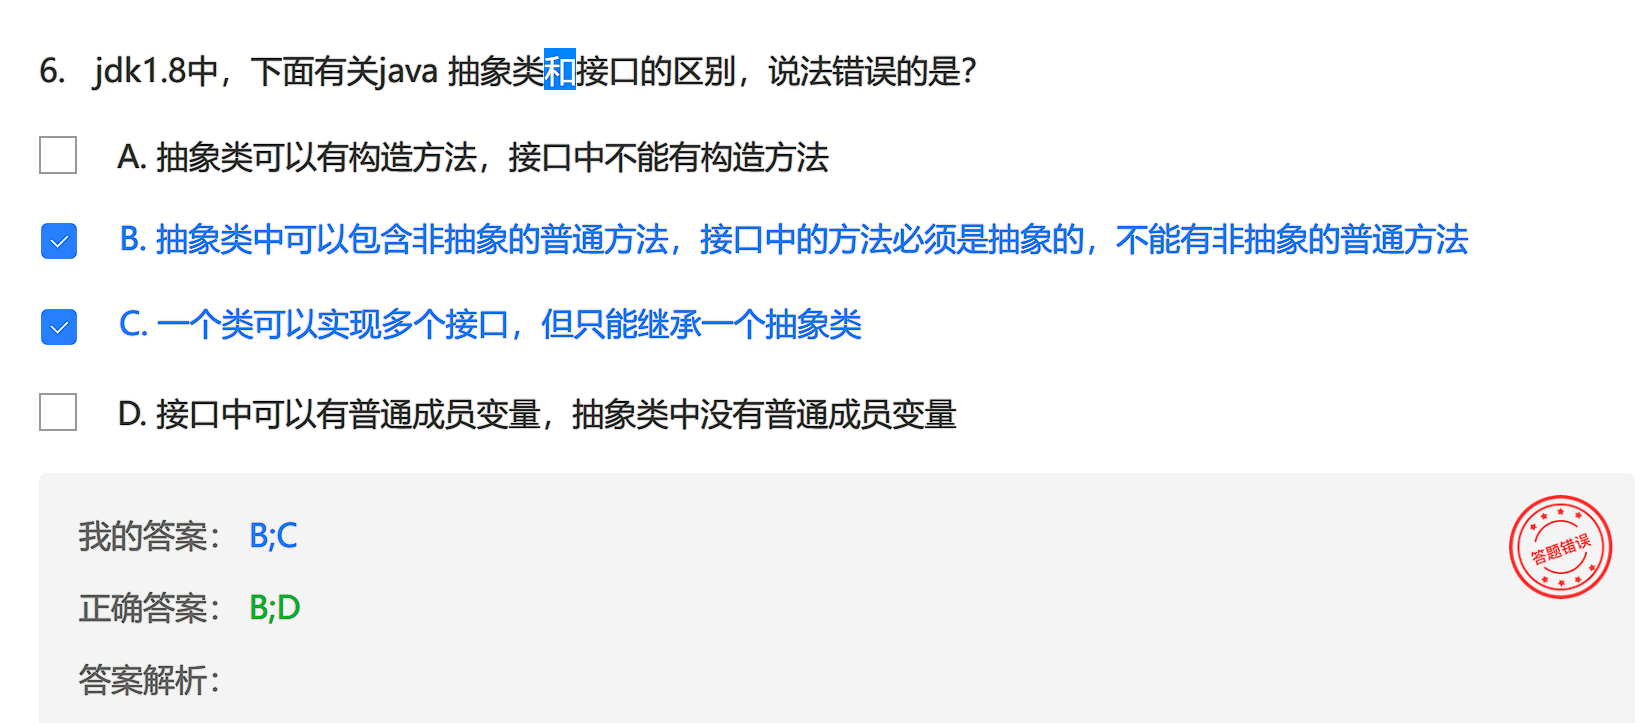 6. jdk1.8中，下面有关java 抽象类和接口的区别，说法错误的是？
A. 抽象类可以有构造方法，接口中不能有构造方法
B. 抽象类中可以包含非抽象的普通方法，接口中的方法必须是抽象的，不能有非抽象的普通方法
C. 一个类可以实现多个接口，但只能继承一个抽象类
D. 接口中可以有普通成员变量，抽象类中没有普通成员变量
我的答案： B;C
答题错误
正确答案： B;D
答案解析：